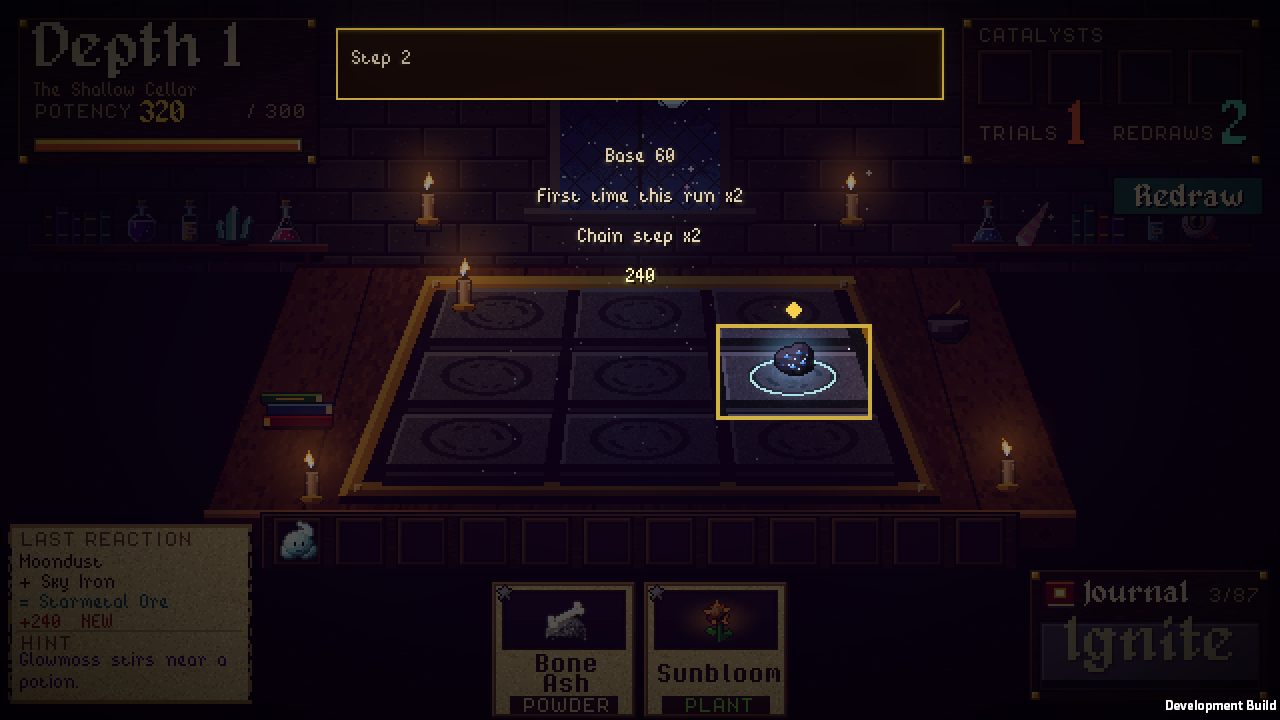 Depth 1
The Shallow Cellar
POTENCY 320 / 300
Step 2
CATALYSTS
TRIALS 1 REDRAWS 2
Redraw
Base 60
First time this run x2
Chain step x2
240
LAST REACTION
Moondust
+ Sky Iron
= Starmetal Ore
+240 NEW
HINT
Glowmoss stirs near a
potion.
Bone
Ash
POWDER
Sunbloom
PLANT
Journal 3/87
Ignite
Development Build